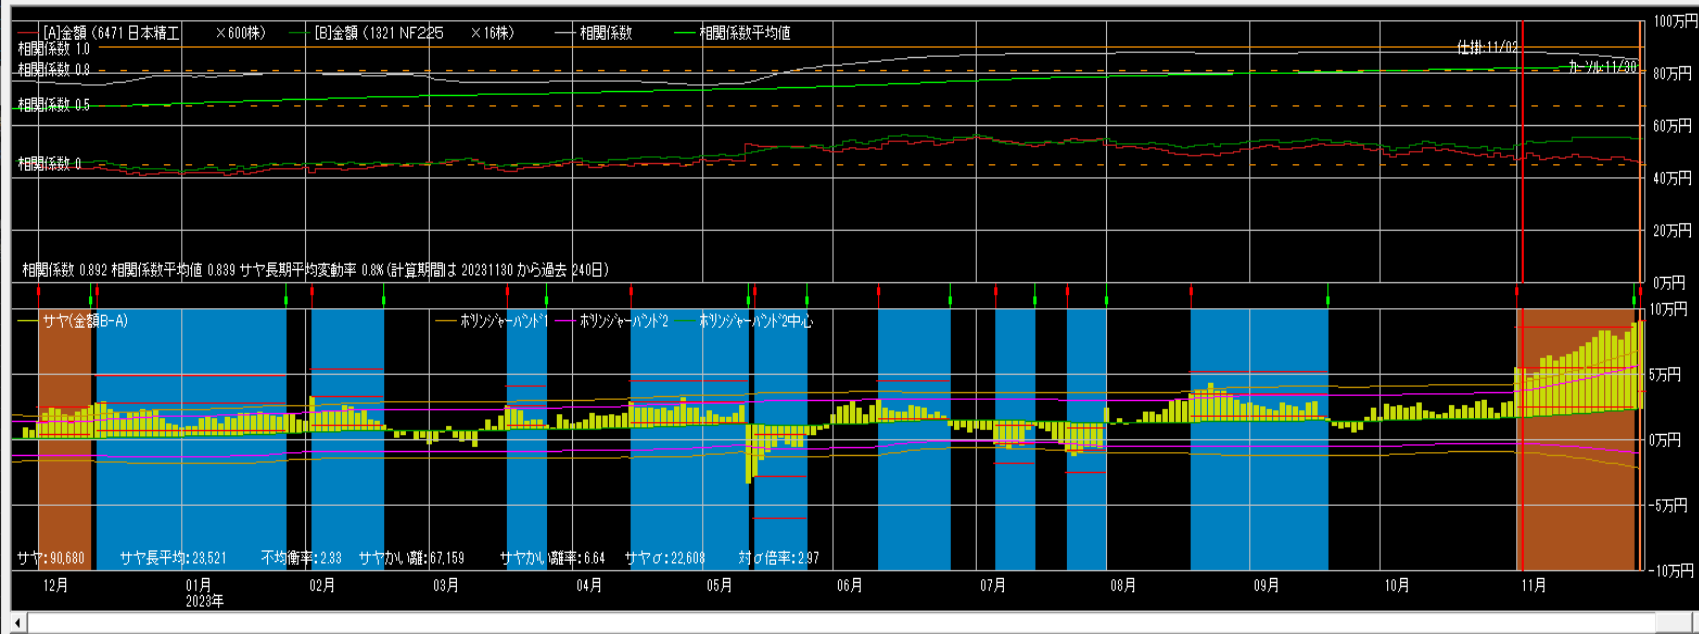 [A]金額 (6471 日本精工 ×600株) [B]金額 (1321 NF225 ×16株) 相関係数 相関係数平均値
100万円
相関係数 1.0
仕掛:11/02
相関係数 0.8
カーソル:11/30
80万円
相関係数 0.5
60万円
相関係数 0
40万円
20万円
相関係数 0.892 相関係数平均値 0.839 サヤ長期平均変動率 0.8% (計算期間は 20231130 から過去 240日)
0万円
10万円
サヤ(金額B-A) ボリンジャーバンド1 ボリンジャーバンド2 ボリンジャーバンド2中心
5万円
0万円
-5万円
サヤ:90,680 サヤ長平均:23,521 不均衡率:2.33 サヤかい離:67,159 サヤかい離率:6.64 サヤσ:22,608 対σ倍率:2.97
-10万円
12月 01月 02月 03月 04月 05月 06月 07月 08月 09月 10月 11月
2023年